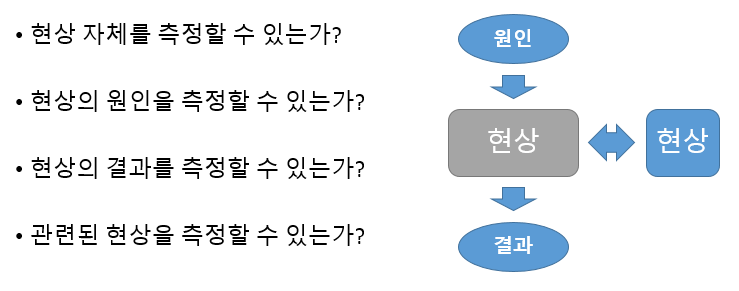 • 현상 자체를 측정할 수 있는가?
• 현상의 원인을 측정할 수 있는가?
• 현상의 결과를 측정할 수 있는가?
• 관련된 현상을 측정할 수 있는가?
원인
현상
현상
결과